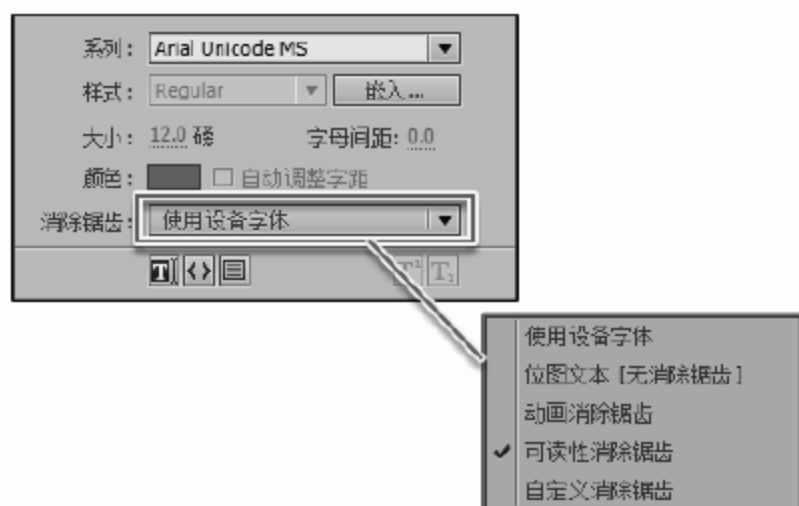 系列: Arial Unicode MS
样式: Regular 嵌入...
大小: 12.0 磅 字母间距: 0.0
颜色: 自动调整字距
消除锯齿: 使用设备字体
T <> T¹ T₁
使用设备字体
位图文本 [无消除锯齿]
动画消除锯齿
可读性消除锯齿
自定义消除锯齿